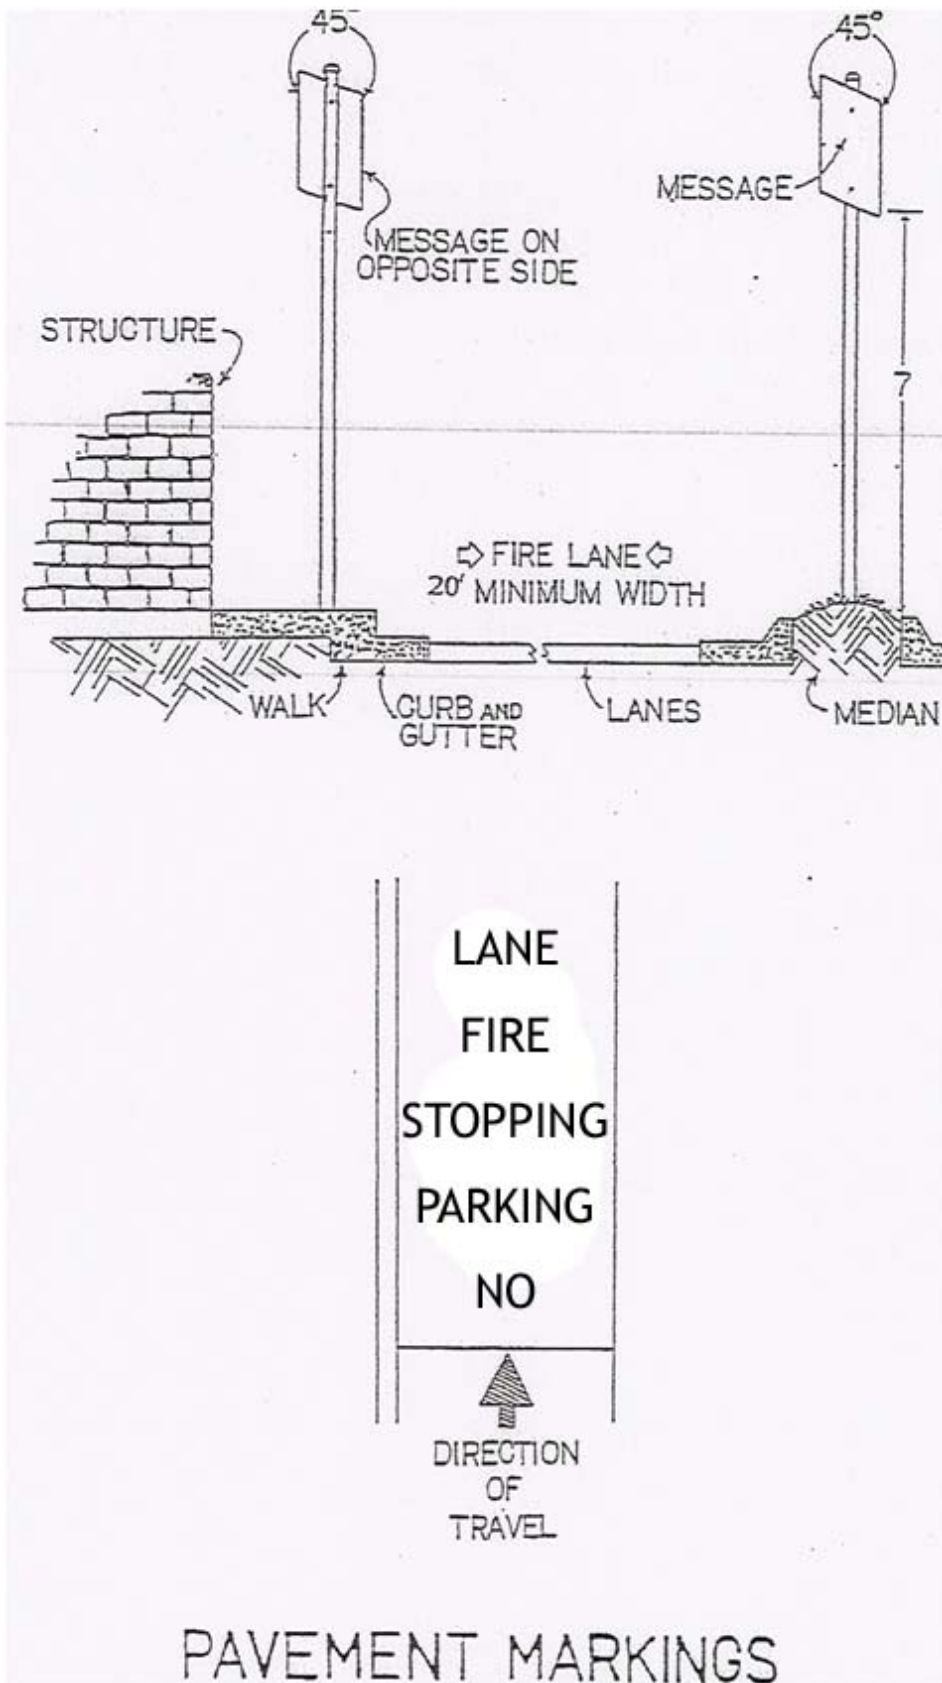 45°
45°
MESSAGE
MESSAGE ON
OPPOSITE SIDE
STRUCTURE
7
FIRE LANE
20' MINIMUM WIDTH
WALK
CURB AND
GUTTER
LANES
MEDIAN
LANE
FIRE
STOPPING
PARKING
NO
DIRECTION
OF
TRAVEL
PAVEMENT MARKINGS